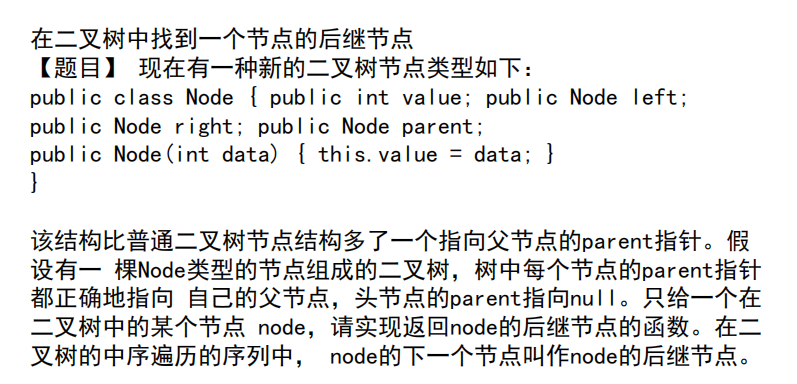 在二叉树中找到一个节点的后继节点
【题目】 现在有一种新的二叉树节点类型如下：
public class Node { public int value; public Node left;
public Node right; public Node parent;
public Node(int data) { this.value = data; }
}
该结构比普通二叉树节点结构多了一个指向父节点的parent指针。假
设有一 棵Node类型的节点组成的二叉树，树中每个节点的parent指针
都正确地指向 自己的父节点，头节点的parent指向null。只给一个在
二叉树中的某个节点 node，请实现返回node的后继节点的函数。在二
叉树的中序遍历的序列中， node的下一个节点叫作node的后继节点。